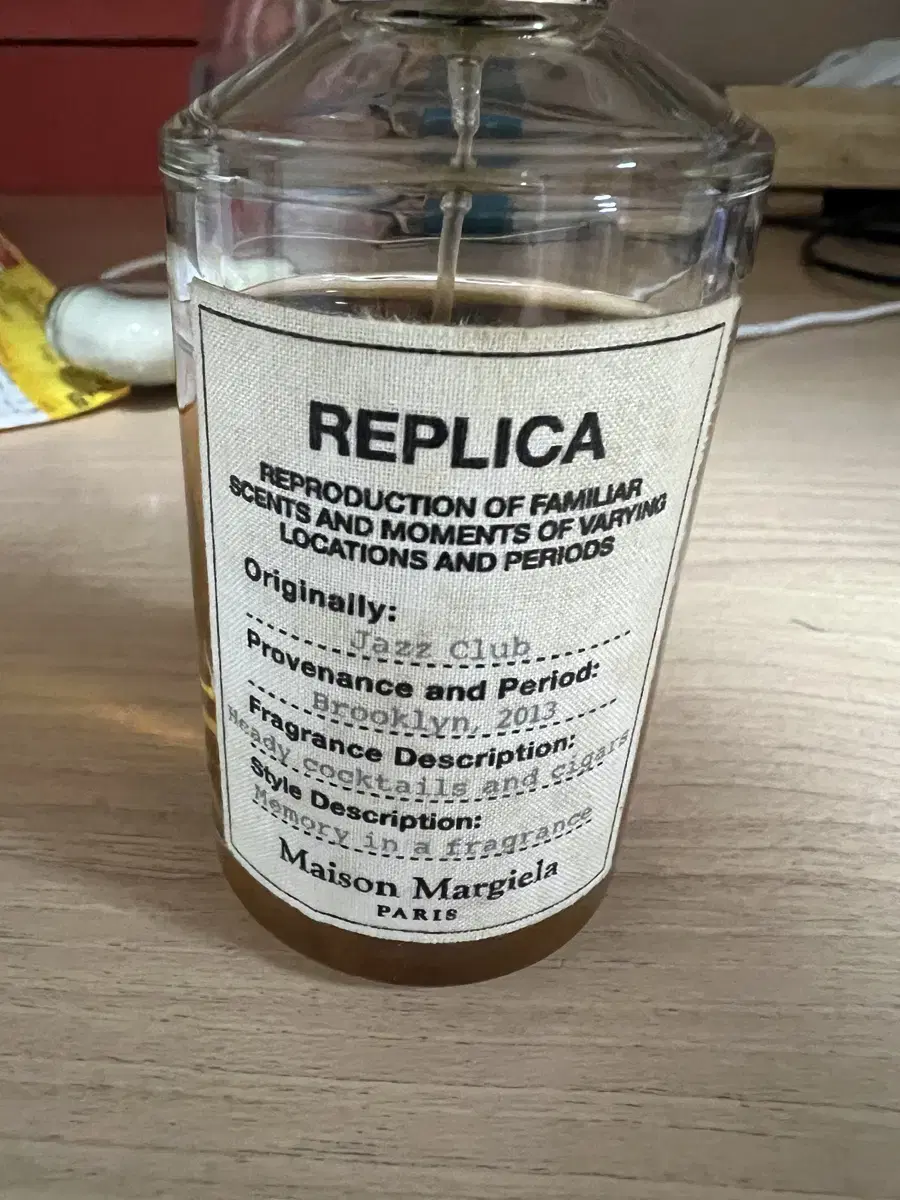 REPLICA
REPRODUCTION OF FAMILIAR
SCENTS AND MOMENTS OF VARYING
LOCATIONS AND PERIODS
Originally:
Jazz Club
Provenance and Period:
Brooklyn, 2013
Fragrance Description:
Heady cocktails and cigars
Style Description:
Memory in a fragrance
Maison Margiela
PARIS